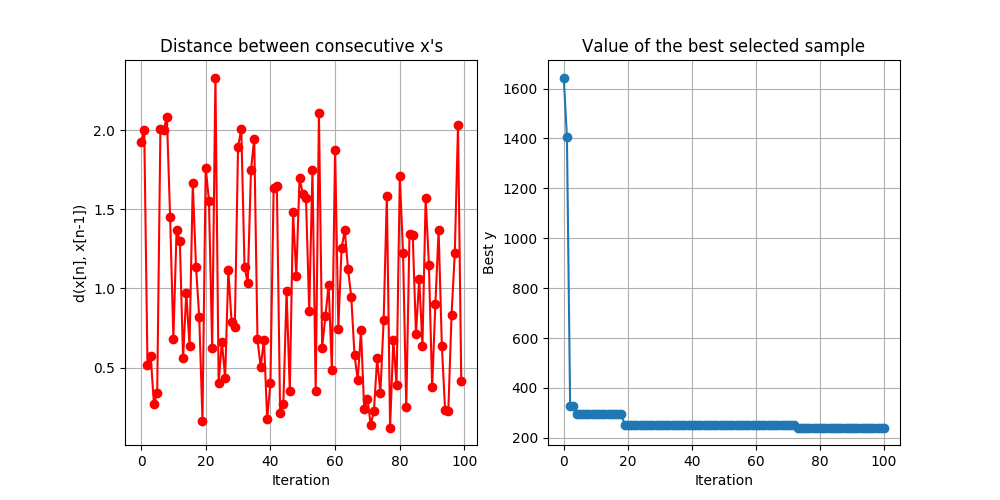 Distance between consecutive x's
d(x[n], x[n-1])
2.0
1.5
1.0
0.5
0 20 40 60 80 100
Iteration
Value of the best selected sample
Best y
1600
1400
1200
1000
800
600
400
200
0 20 40 60 80 100
Iteration